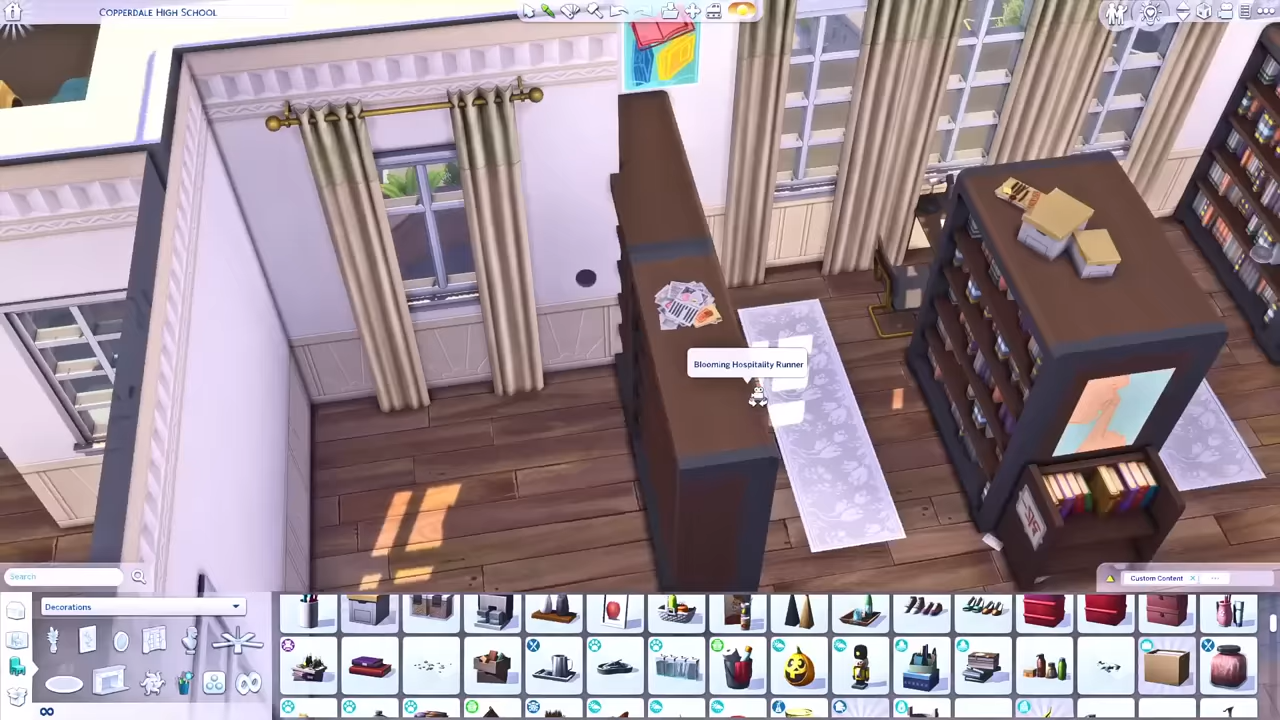 COPPERDALE HIGH SCHOOL
Blooming Hospitality Runner
Search
Custom Content
Decorations